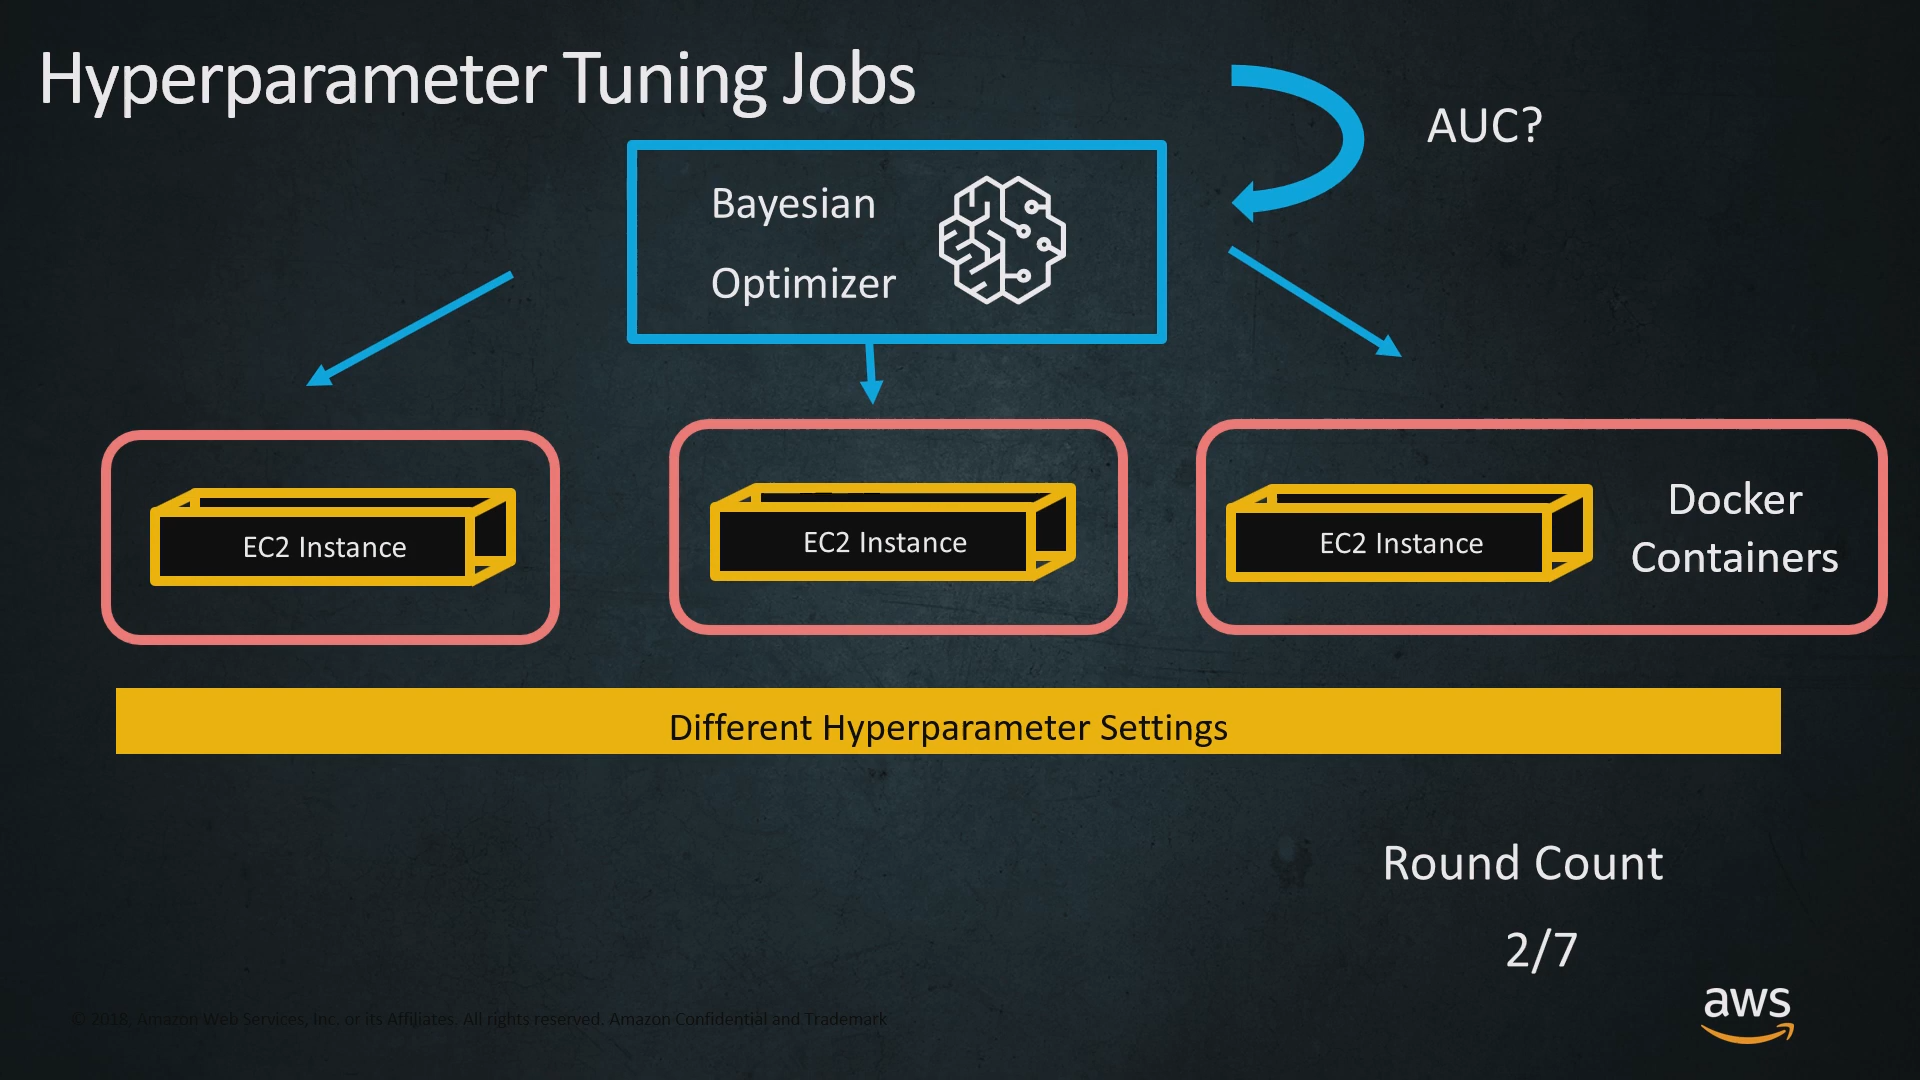 Hyperparameter Tuning Jobs
AUC?
Bayesian
Optimizer
EC2 Instance
EC2 Instance
EC2 Instance
Docker
Containers
Different Hyperparameter Settings
Round Count
2/7
© 2018, Amazon Web Services, Inc. or its Affiliates. All rights reserved. Amazon Confidential and Trademark
aws